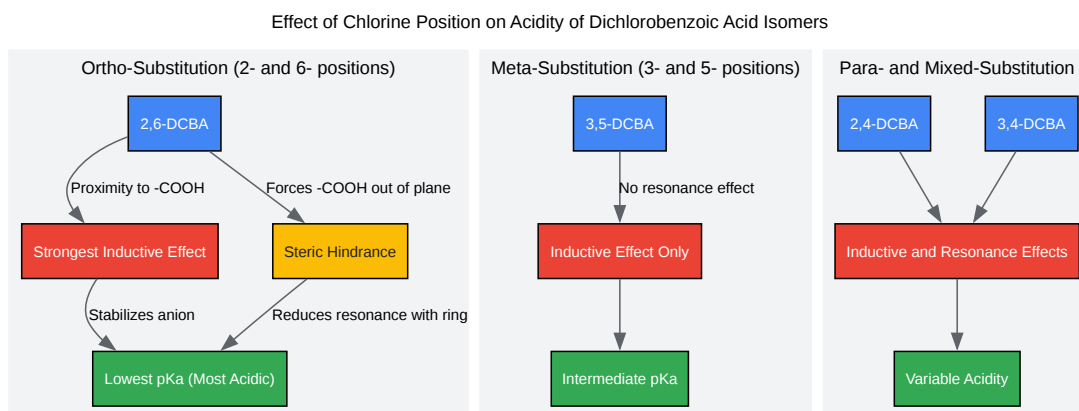 Effect of Chlorine Position on Acidity of Dichlorobenzoic Acid Isomers
Ortho-Substitution (2- and 6- positions)
2,6-DCBA
Proximity to -COOH
Forces -COOH out of plane
Strongest Inductive Effect
Steric Hindrance
Stabilizes anion
Reduces resonance with ring
Lowest pKa (Most Acidic)
Meta-Substitution (3- and 5- positions)
3,5-DCBA
No resonance effect
Inductive Effect Only
Intermediate pKa
Para- and Mixed-Substitution
2,4-DCBA
3,4-DCBA
Inductive and Resonance Effects
Variable Acidity